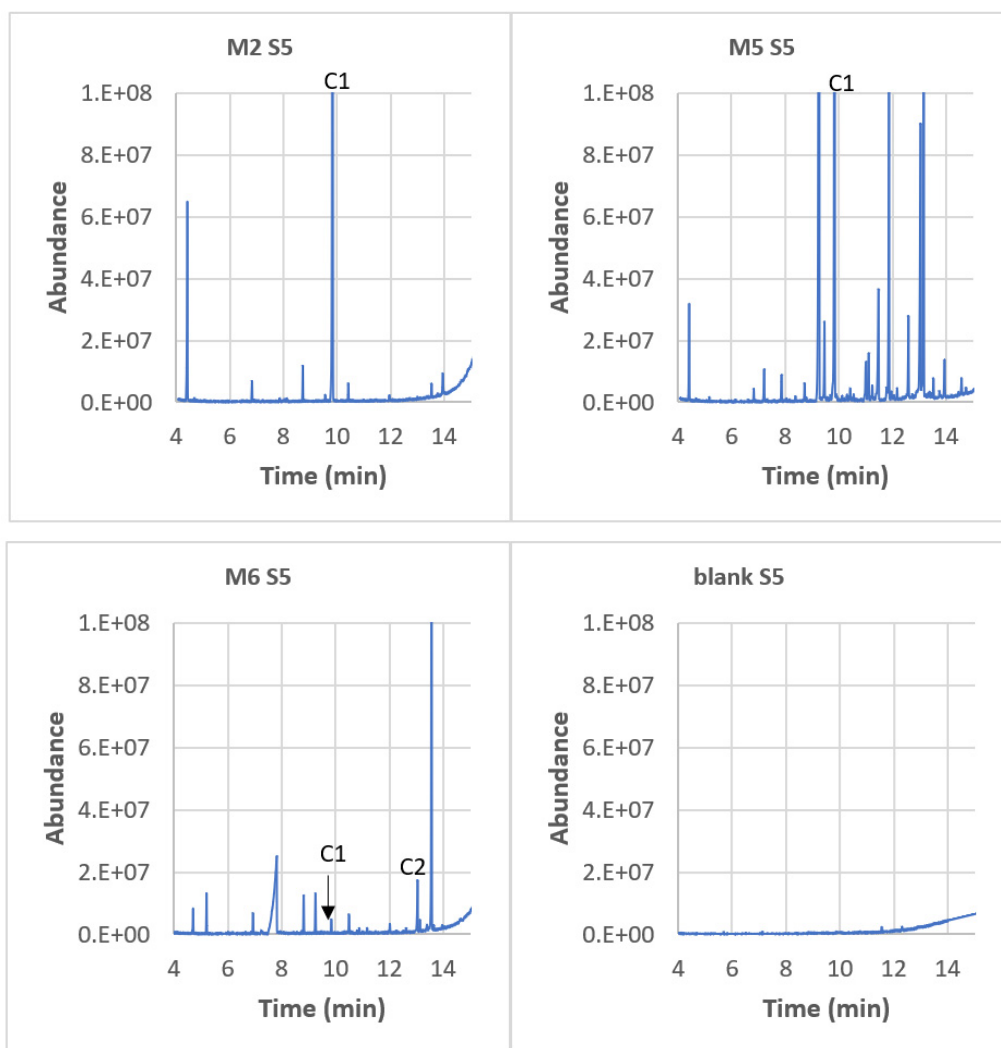 M2 S5
C1
1.E+08
8.E+07
6.E+07
4.E+07
2.E+07
0.E+00
Abundance
4 6 8 10 12 14
Time (min)
M5 S5
C1
1.E+08
8.E+07
6.E+07
4.E+07
2.E+07
0.E+00
Abundance
4 6 8 10 12 14
Time (min)
M6 S5
1.E+08
8.E+07
6.E+07
4.E+07
2.E+07
0.E+00
Abundance
C1
C2
4 6 8 10 12 14
Time (min)
blank S5
1.E+08
8.E+07
6.E+07
4.E+07
2.E+07
0.E+00
Abundance
4 6 8 10 12 14
Time (min)